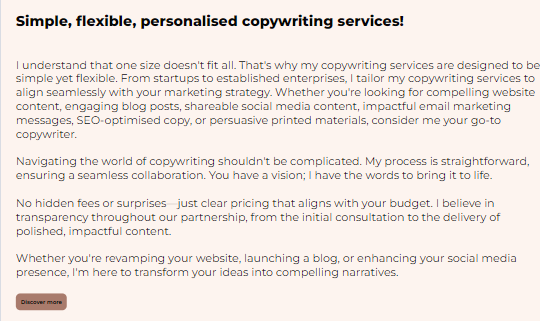 Simple, flexible, personalised copywriting services!
I understand that one size doesn't fit all. That's why my copywriting services are designed to be
simple yet flexible. From startups to established enterprises, I tailor my copywriting services to
align seamlessly with your marketing strategy. Whether you're looking for compelling website
content, engaging blog posts, shareable social media content, impactful email marketing
messages, SEO-optimised copy, or persuasive printed materials, consider me your go-to
copywriter.
Navigating the world of copywriting shouldn't be complicated. My process is straightforward,
ensuring a seamless collaboration. You have a vision; I have the words to bring it to life.
No hidden fees or surprises—just clear pricing that aligns with your budget. I believe in
transparency throughout our partnership, from the initial consultation to the delivery of
polished, impactful content.
Whether you're revamping your website, launching a blog, or enhancing your social media
presence, I'm here to transform your ideas into compelling narratives.
Discover more